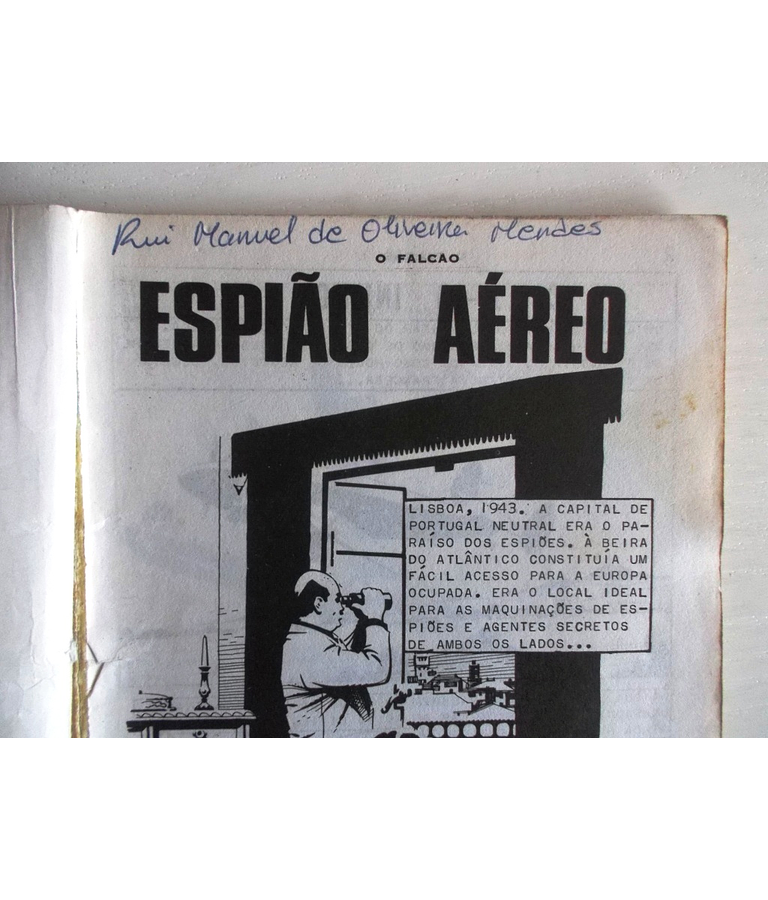 Rui Manuel de Oliveira Mendes
O FALCÃO
ESPIÃO AÉREO
LISBOA, 1943. A CAPITAL DE
PORTUGAL NEUTRAL ERA O PA-
RAÍSO DOS ESPIÕES. À BEIRA
DO ATLÂNTICO CONSTITUÍA UM
FÁCIL ACESSO PARA A EUROPA
OCUPADA. ERA O LOCAL IDEAL
PARA AS MAQUINAÇÕES DE ES-
PIÕES E AGENTES SECRETOS
DE AMBOS OS LADOS...